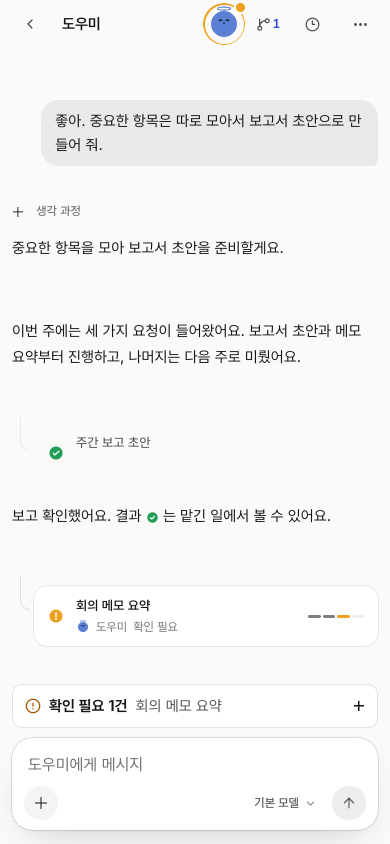 도우미
1
좋아. 중요한 항목은 따로 모아서 보고서 초안으로 만
들어 줘.
생각 과정
중요한 항목을 모아 보고서 초안을 준비할게요.
이번 주에는 세 가지 요청이 들어왔어요. 보고서 초안과 메모
요약부터 진행하고, 나머지는 다음 주로 미뤘어요.
주간 보고 초안
보고 확인했어요. 결과 는 맡긴 일에서 볼 수 있어요.
회의 메모 요약
도우미 확인 필요
확인 필요 1건 회의 메모 요약
도우미에게 메시지
기본 모델